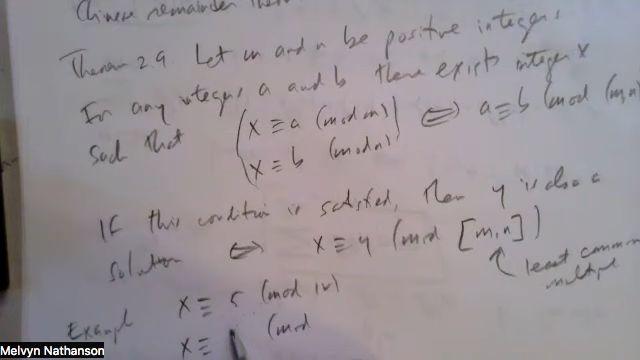 Chinese remainder
Theorem 2.9 Let m and n be positive integers
For any integers a and b there exists integer x
such that { x ≡ a (mod m) ⟺ a ≡ b (mod (m,n
x ≡ b (mod n)
If this condition is satisfied, then y is also a
solution ⟺ x ≡ y (mod [m,n])
least common
multiple
Example x ≡ 5 (mod 12)
x ≡ (mod
Melvyn Nathanson